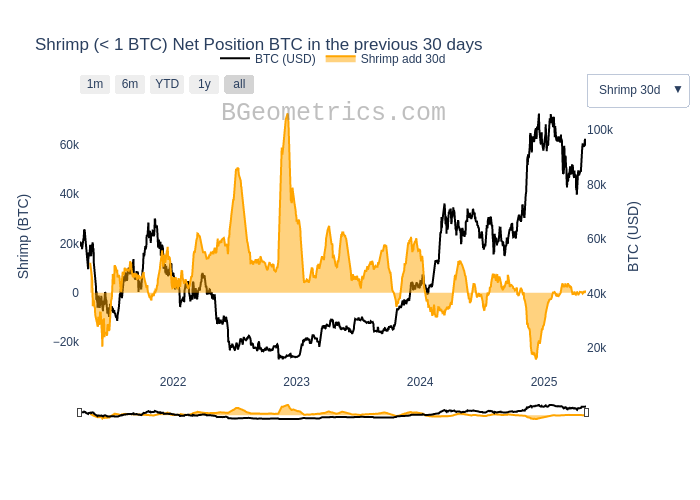 Shrimp (< 1 BTC) Net Position BTC in the previous 30 days
BTC (USD) Shrimp add 30d
1m 6m YTD 1y all
Shrimp 30d ▼
BGeometrics.com
60k
40k
20k
0
−20k
Shrimp (BTC)
100k
80k
60k
40k
20k
BTC (USD)
2022 2023 2024 2025